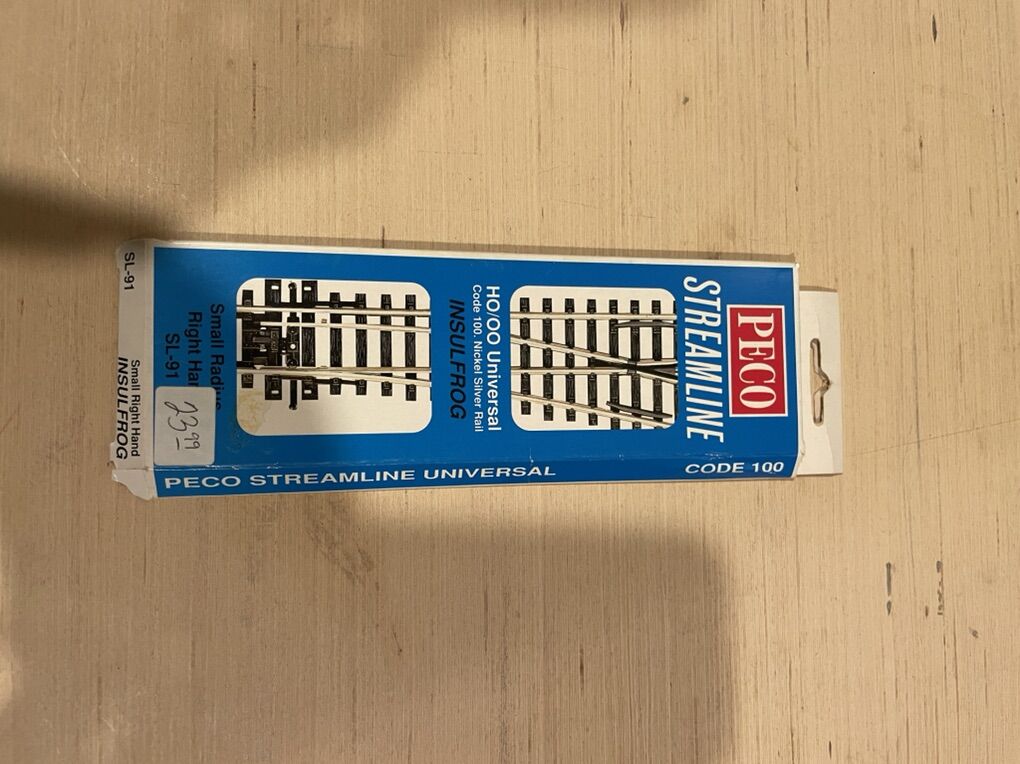 PECO
STREAMLINE
HO/OO Universal
Code 100. Nickel Silver Rail
INSULFROG
Small Radius
Right
SL-91
23.99
PECO STREAMLINE UNIVERSAL
CODE 100
SL-91
Small Right Hand
INSULFROG